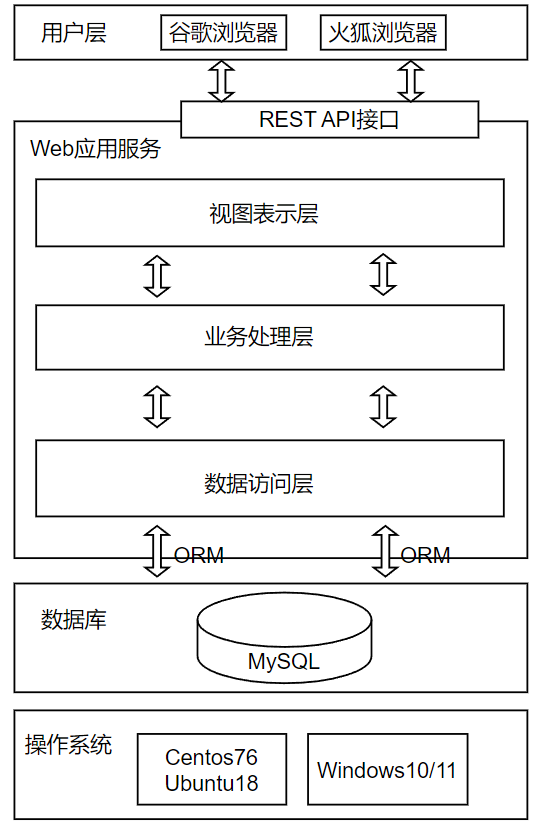 用户层
谷歌浏览器
火狐浏览器
REST API接口
Web应用服务
视图表示层
业务处理层
数据访问层
ORM
ORM
数据库
MySQL
操作系统
Centos76
Ubuntu18
Windows10/11